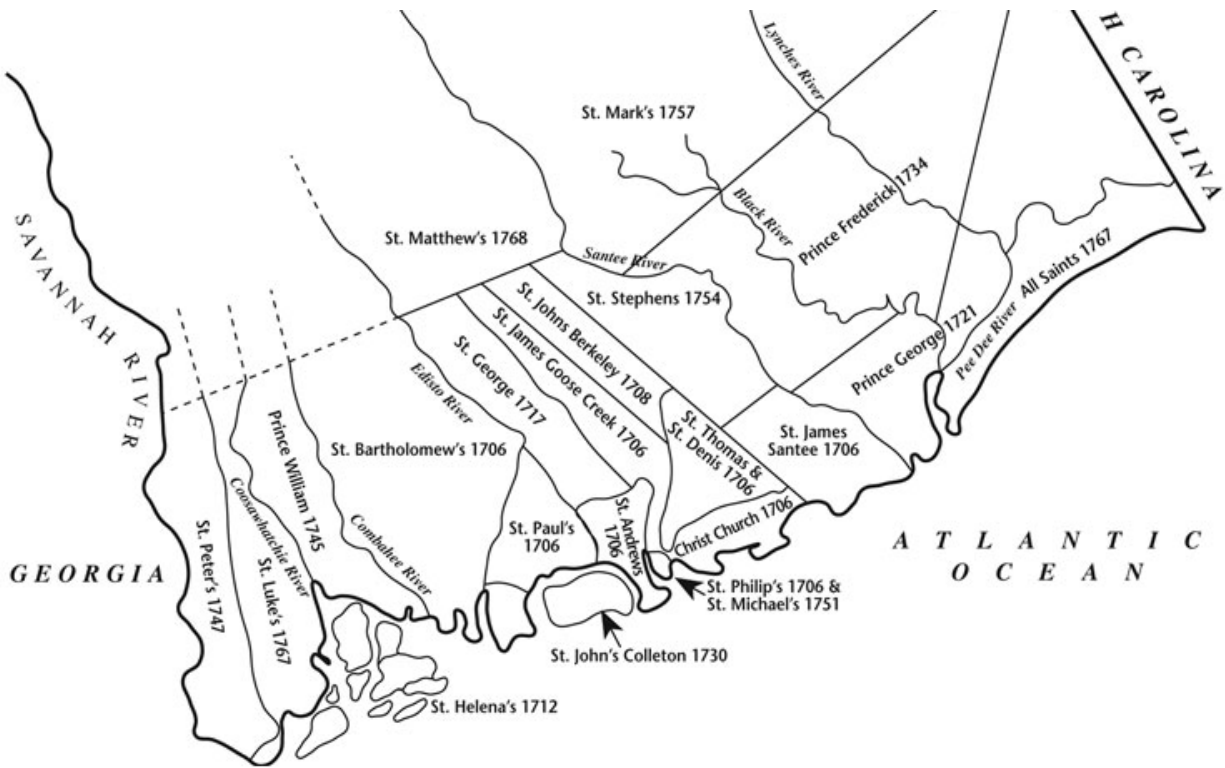 Lynches River
H CAROLINA
St. Mark's 1757
Black River
Prince Frederick 1734
SAVANNAH RIVER
St. Matthew's 1768
Santee River
St. Stephens 1754
All Saints 1767
Pee Dee River
Prince George 1721
St. Johns Berkeley 1708
St. James Goose Creek 1706
St. George 1717
Edisto River
St. Bartholomew's 1706
St. Thomas &
St. Denis 1706
St. James
Santee 1706
Prince William 1745
Combahee River
Coosawhatchie River
St. Peter's 1747
St. Luke's 1767
St. Paul's
1706
St. Andrews
1706
Christ Church 1706
GEORGIA
ATLANTIC
OCEAN
St. Philip's 1706 &
St. Michael's 1751
St. John's Colleton 1730
St. Helena's 1712